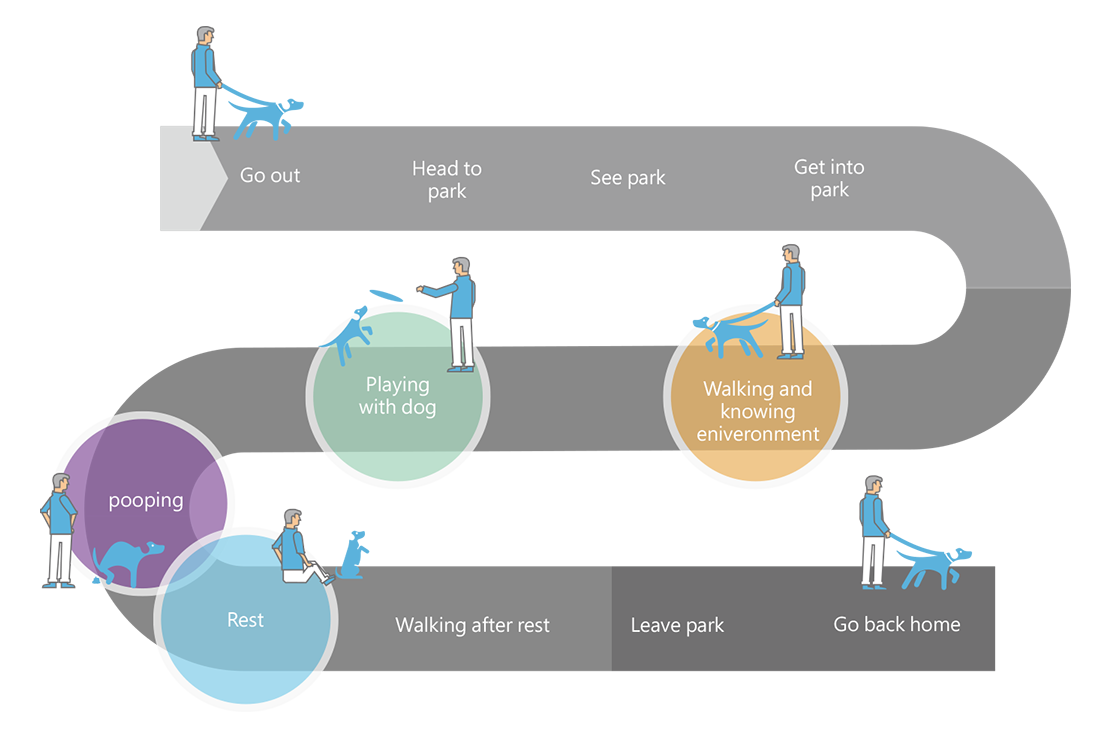 Go out
Head to
park
See park
Get into
park
Walking and
knowing
eniveronment
Playing
with dog
pooping
Rest
Walking after rest
Leave park
Go back home